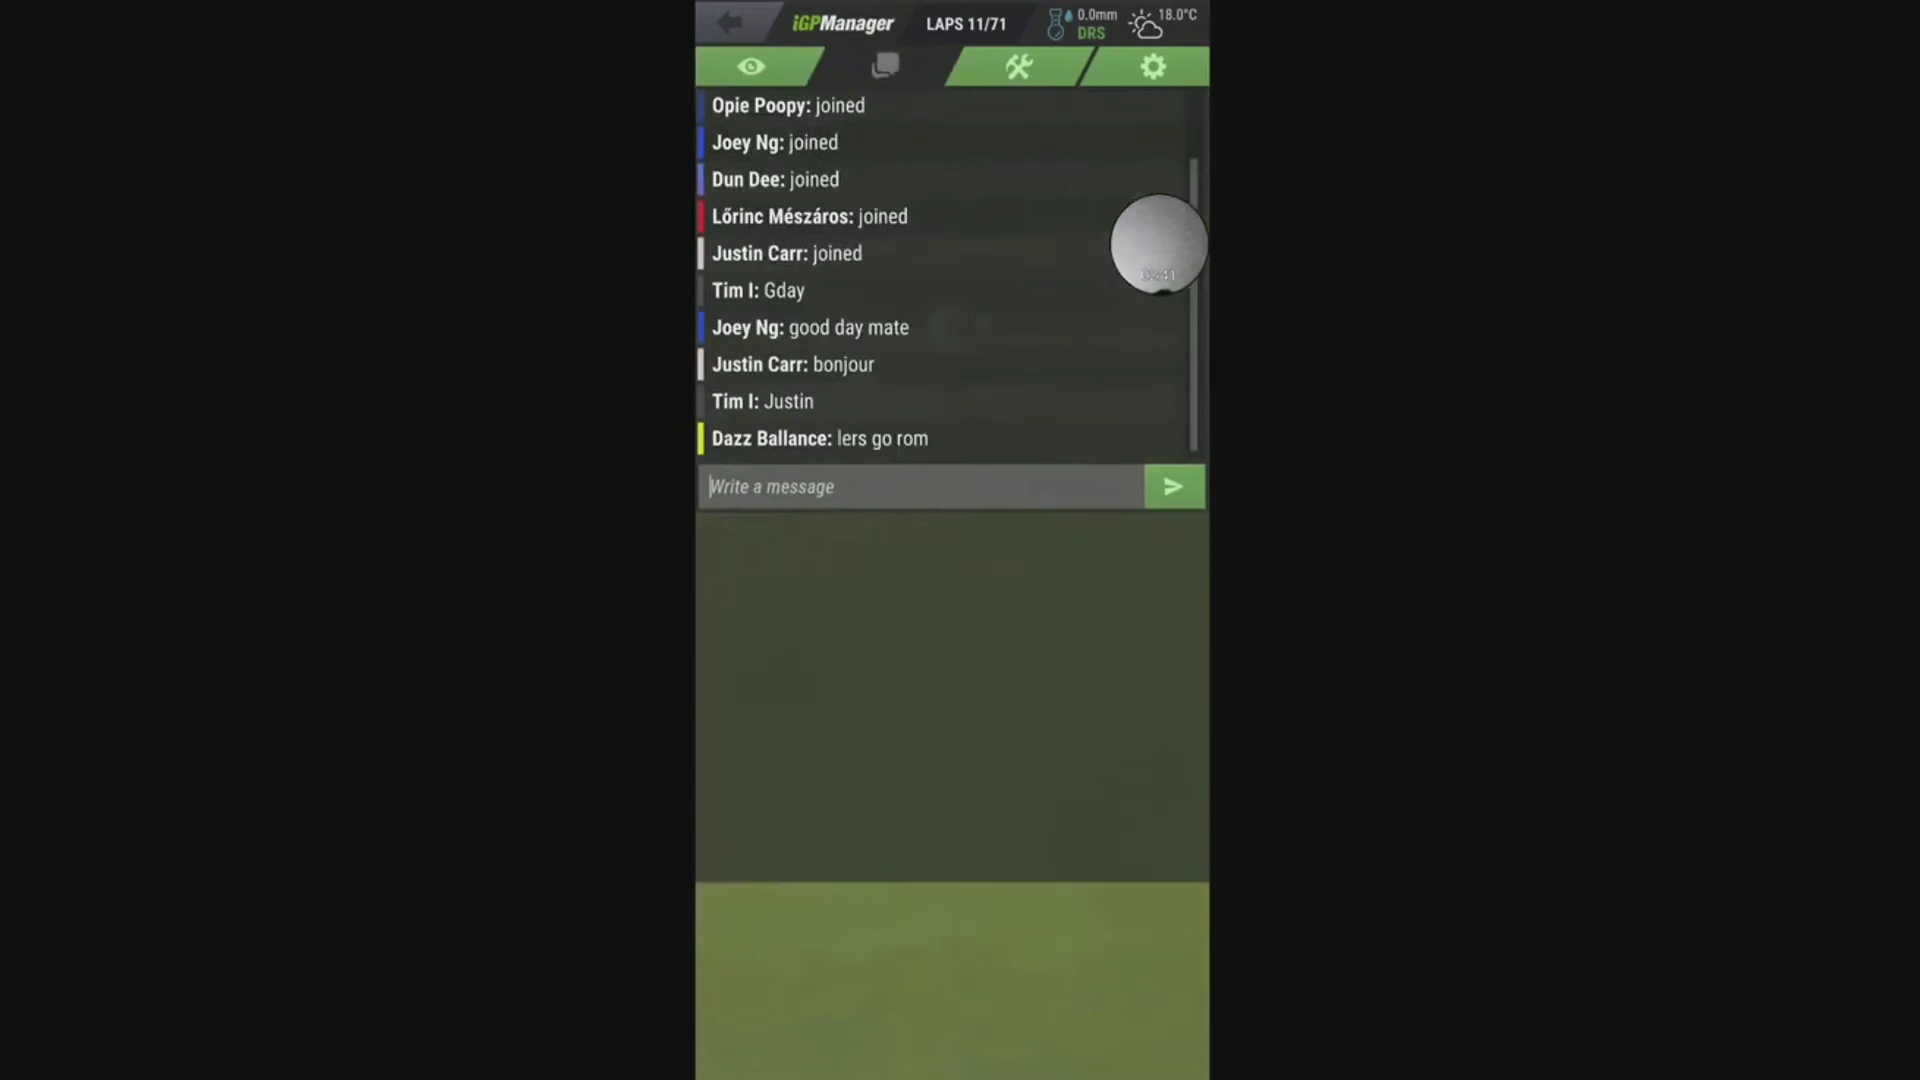 iGPManager
LAPS 11/71
0.0mm
DRS
18.0°C
Opie Poopy: joined
Joey Ng: joined
Dun Dee: joined
Lőrinc Mészáros: joined
Justin Carr: joined
Tim I: Gday
Joey Ng: good day mate
Justin Carr: bonjour
Tim I: Justin
Dazz Ballance: lers go rom
Write a message